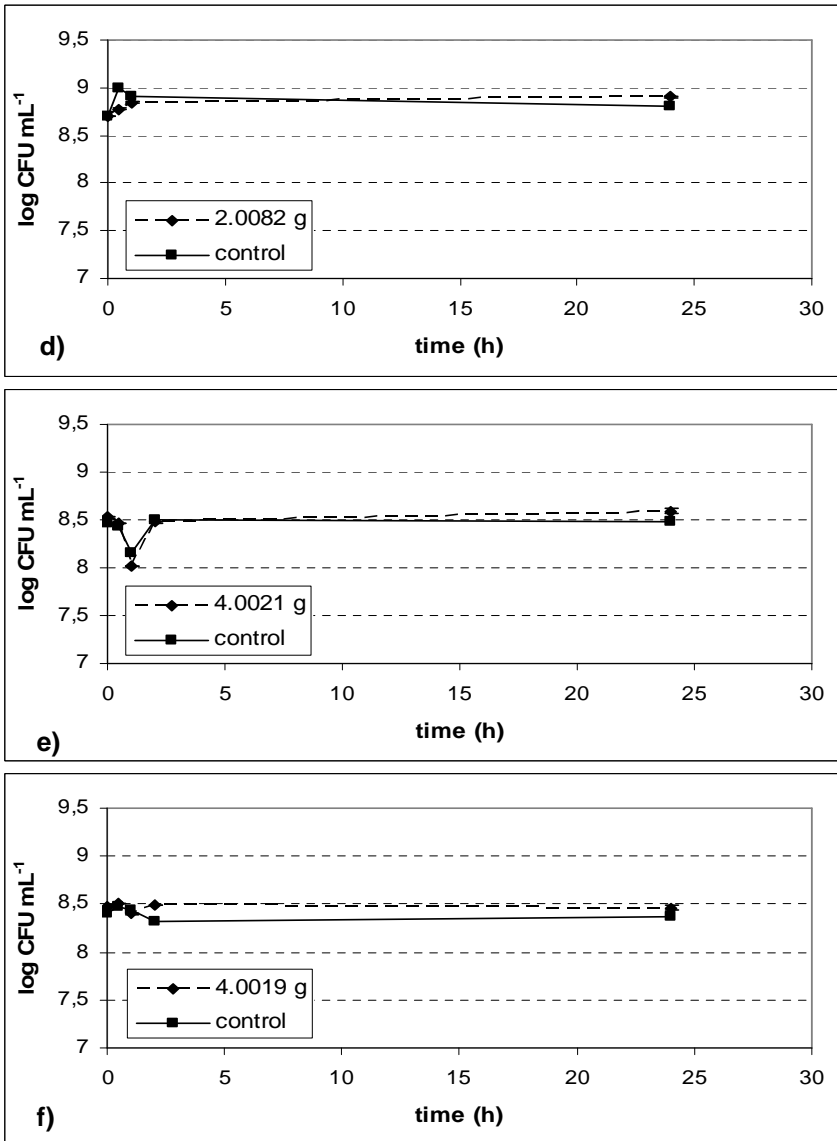 9,5
9
8,5
8
7,5
7
log CFU mL⁻¹
2.0082 g
control
0 5 10 15 20 25 30
time (h)
d)
9,5
9
8,5
8
7,5
7
log CFU mL⁻¹
4.0021 g
control
0 5 10 15 20 25 30
time (h)
e)
9,5
9
8,5
8
7,5
7
log CFU mL⁻¹
4.0019 g
control
0 5 10 15 20 25 30
time (h)
f)